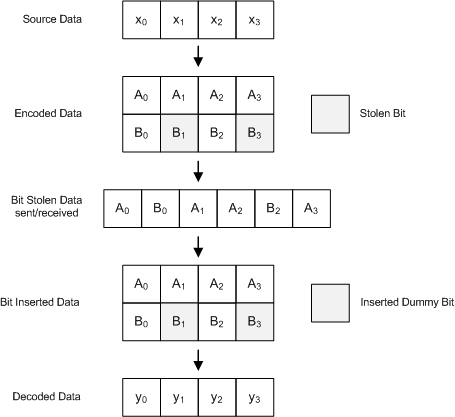 Source Data x₀ x₁ x₂ x₃
A₀ A₁ A₂ A₃
Encoded Data Stolen Bit
B₀ B₁ B₂ B₃
Bit Stolen Data
sent/received
A₀ B₀ A₁ A₂ B₂ A₃
A₀ A₁ A₂ A₃
Bit Inserted Data Inserted Dummy Bit
B₀ B₁ B₂ B₃
Decoded Data y₀ y₁ y₂ y₃